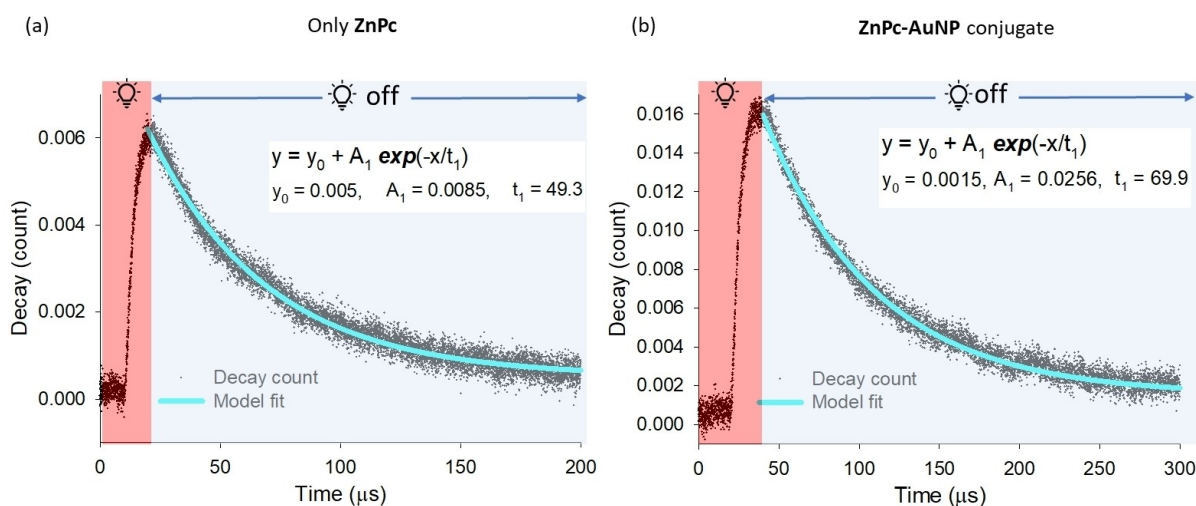 (a)
Only ZnPc
off
y = y₀ + A₁ exp(-x/t₁)
y₀ = 0.005, A₁ = 0.0085, t₁ = 49.3
0.006
0.004
0.002
0.000
Decay (count)
Decay count
Model fit
0 50 100 150 200
Time (μs)
(b)
ZnPc-AuNP conjugate
off
y = y₀ + A₁ exp(-x/t₁)
y₀ = 0.0015, A₁ = 0.0256, t₁ = 69.9
0.016
0.014
0.012
0.010
0.008
0.006
0.004
0.002
0.000
Decay (count)
Decay count
Model fit
0 50 100 150 200 250 300
Time (μs)